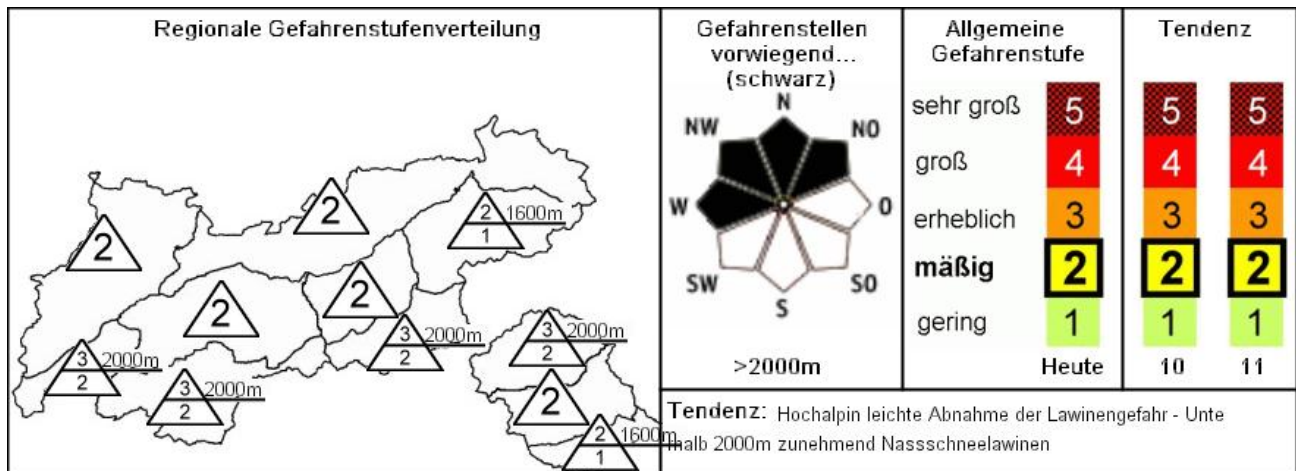 Regionale Gefahrenstufenverteilung
2
2
2
1600m
1
2
2
3
2000m
2
3
2000m
2
3
2000m
2
3
2000m
2
2
2
1600m
1
Gefahrenstellen
vorwiegend...
(schwarz)
N
NW
NO
W
O
SW
SO
S
>2000m
Allgemeine
Gefahrenstufe
sehr groß 5
groß 4
erheblich 3
mäßig 2
gering 1
Heute
Tendenz
5 5
4 4
3 3
2 2
1 1
10 11
Tendenz: Hochalpin leichte Abnahme der Lawinengefahr - Unte
rhalb 2000m zunehmend Nassschneelawinen